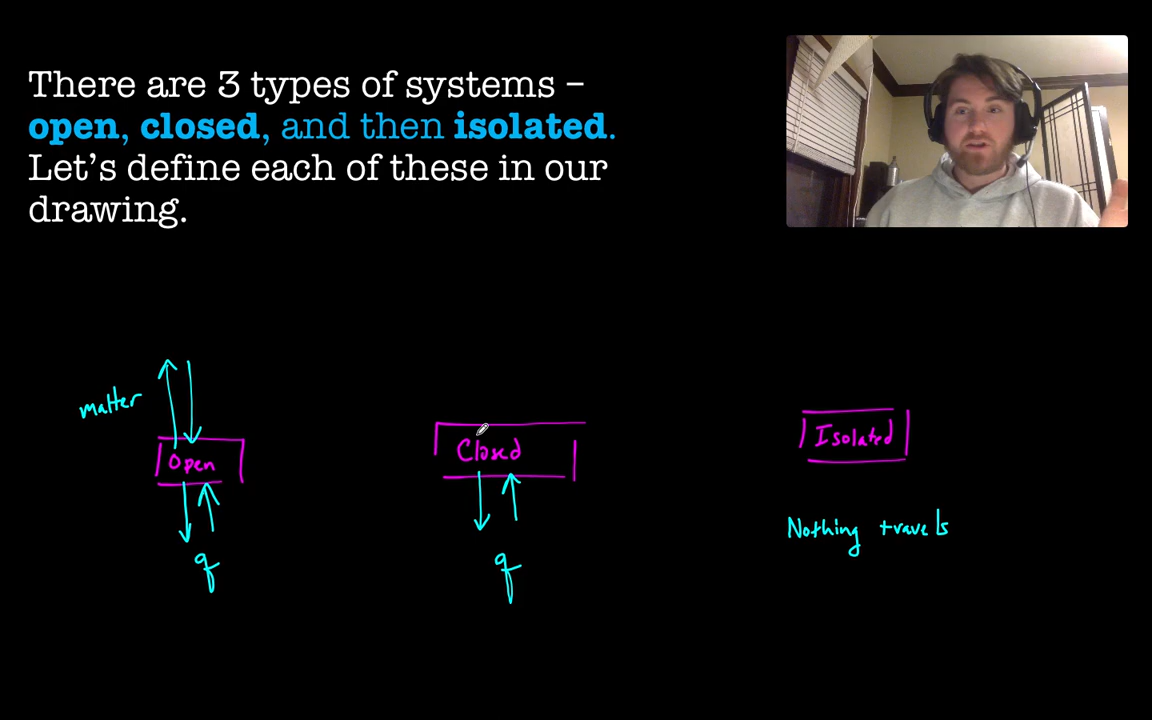 There are 3 types of systems –
open, closed, and then isolated.
Let’s define each of these in our
drawing.
matter
Open
Closed
Isolated
q
q
Nothing travels